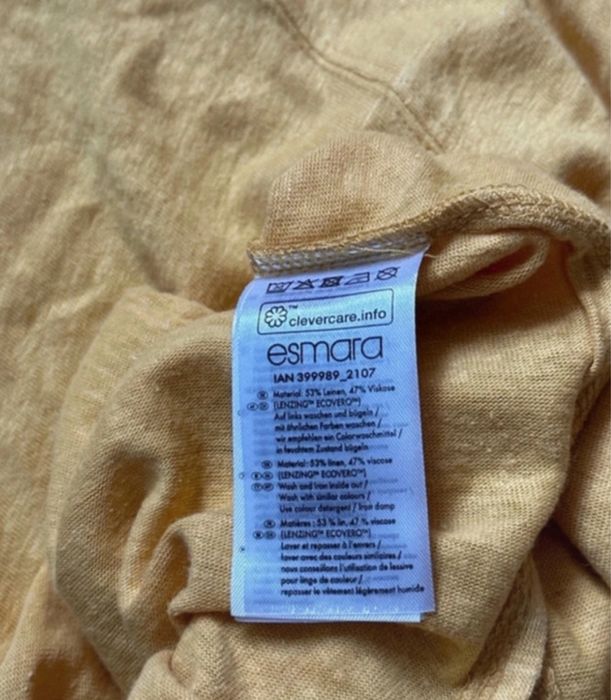 clevercare.info
esmara
IAN 399989_2107
Material: 53% Leinen, 47% Viskose
(LENZING™ ECOVERO™)
Auf links waschen und bügeln /
mit ähnlichen Farben waschen /
wir empfehlen ein Colorwaschmittel /
in feuchtem Zustand bügeln
Material: 53% linen, 47% viscose
(LENZING™ ECOVERO™)
Wash and iron inside out /
Wash with similar colours /
Use colour detergent / Iron damp
Matières : 53 % lin, 47 % viscose
(LENZING™ ECOVERO™)
Laver et repasser à l'envers /
laver avec des couleurs similaires /
nous conseillons l'utilisation de lessive
pour linge de couleur /
repasser le vêtement légèrement humide